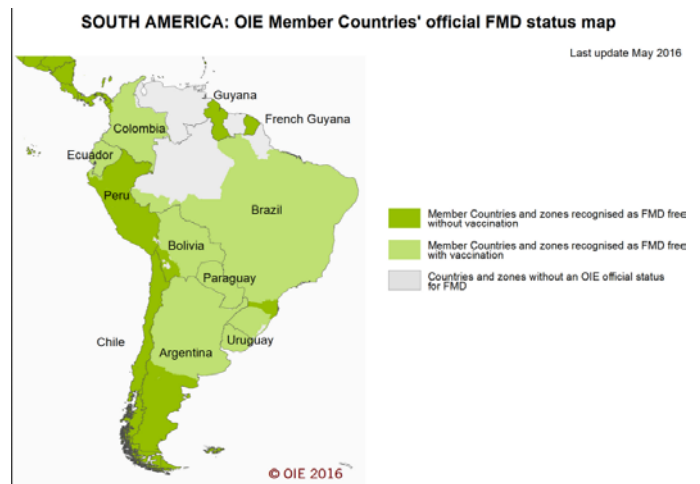 SOUTH AMERICA: OIE Member Countries' official FMD status map
Last update May 2016
Guyana
French Guyana
Colombia
Ecuador
Peru
Brazil
Bolivia
Paraguay
Chile
Argentina
Uruguay
Member Countries and zones recognised as FMD free
without vaccination
Member Countries and zones recognised as FMD free
with vaccination
Countries and zones without an OIE official status
for FMD
© OIE 2016